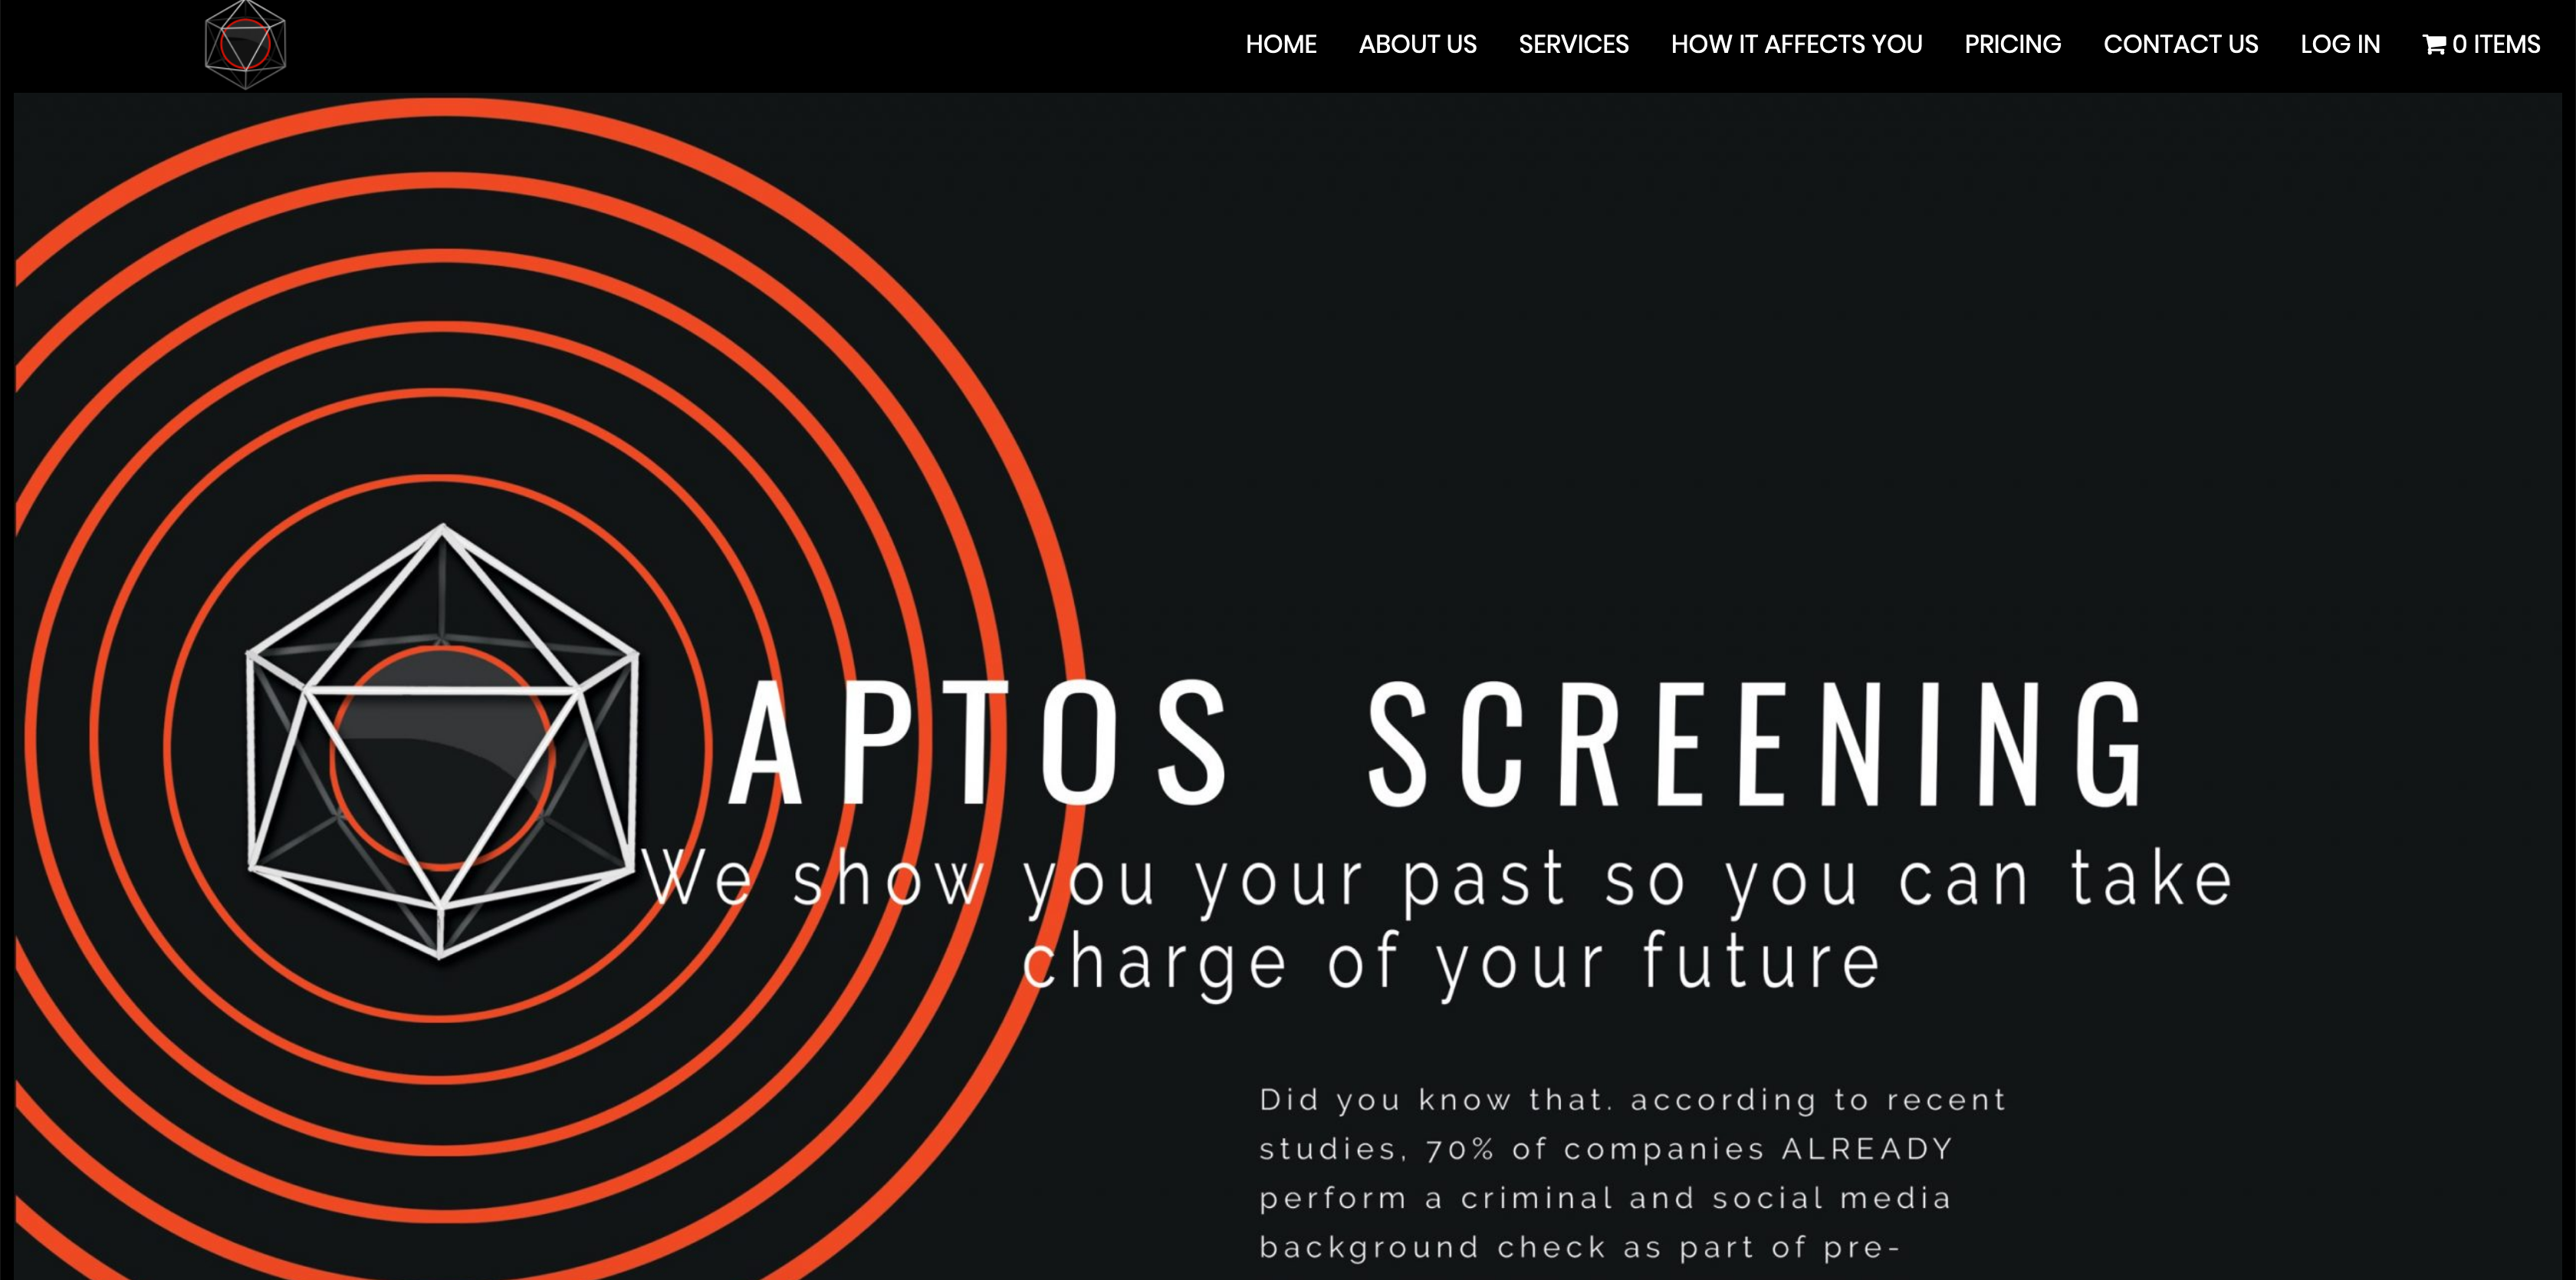 HOME ABOUT US SERVICES HOW IT AFFECTS YOU PRICING CONTACT US LOG IN 0 ITEMS
APTOS SCREENING
We show you your past so you can take
charge of your future
Did you know that. according to recent
studies, 70% of companies ALREADY
perform a criminal and social media
background check as part of pre-